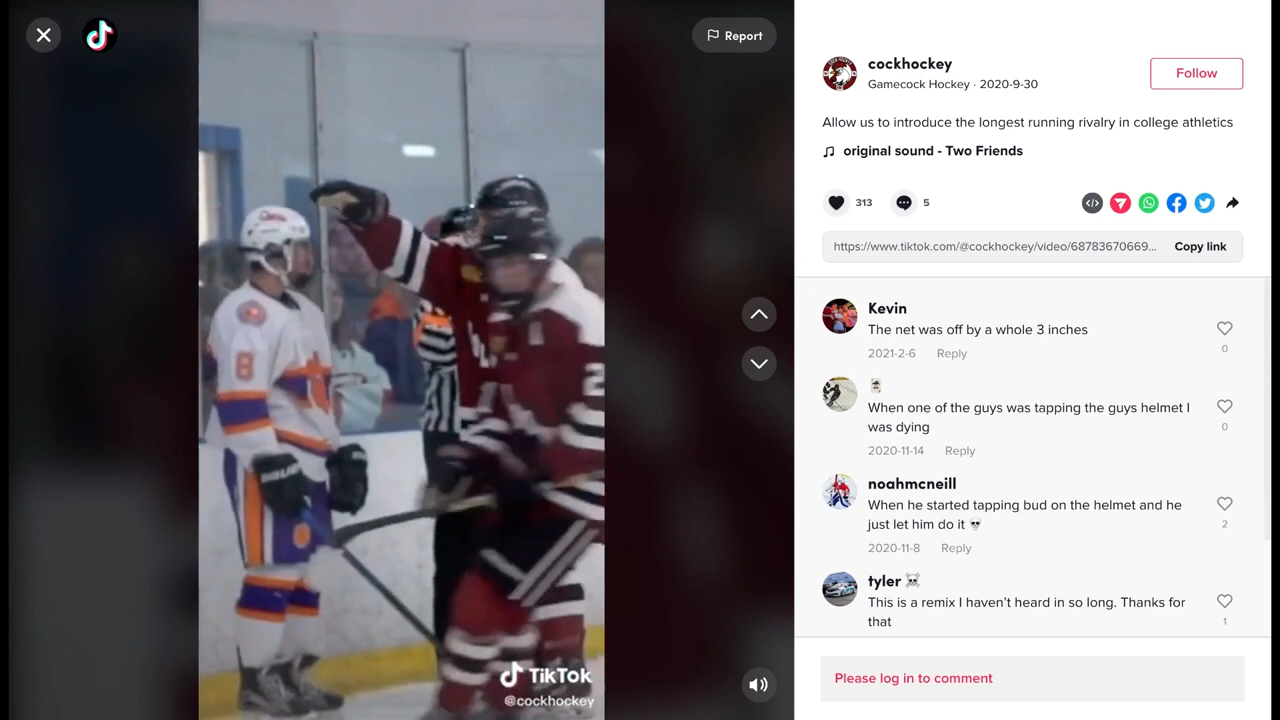 Report
cockhockey
Gamecock Hockey · 2020-9-30
Follow
Allow us to introduce the longest running rivalry in college athletics
original sound - Two Friends
313
5
https://www.tiktok.com/@cockhockey/video/68783670669...
Copy link
Kevin
The net was off by a whole 3 inches
0
2021-2-6
Reply
When one of the guys was tapping the guys helmet I
was dying
0
2020-11-14
Reply
noahmcneill
When he started tapping bud on the helmet and he
just let him do it 💀
2
2020-11-8
Reply
tyler ☠️
This is a remix I haven't heard in so long. Thanks for
that
1
Please log in to comment
8
2
TikTok
@cockhockey